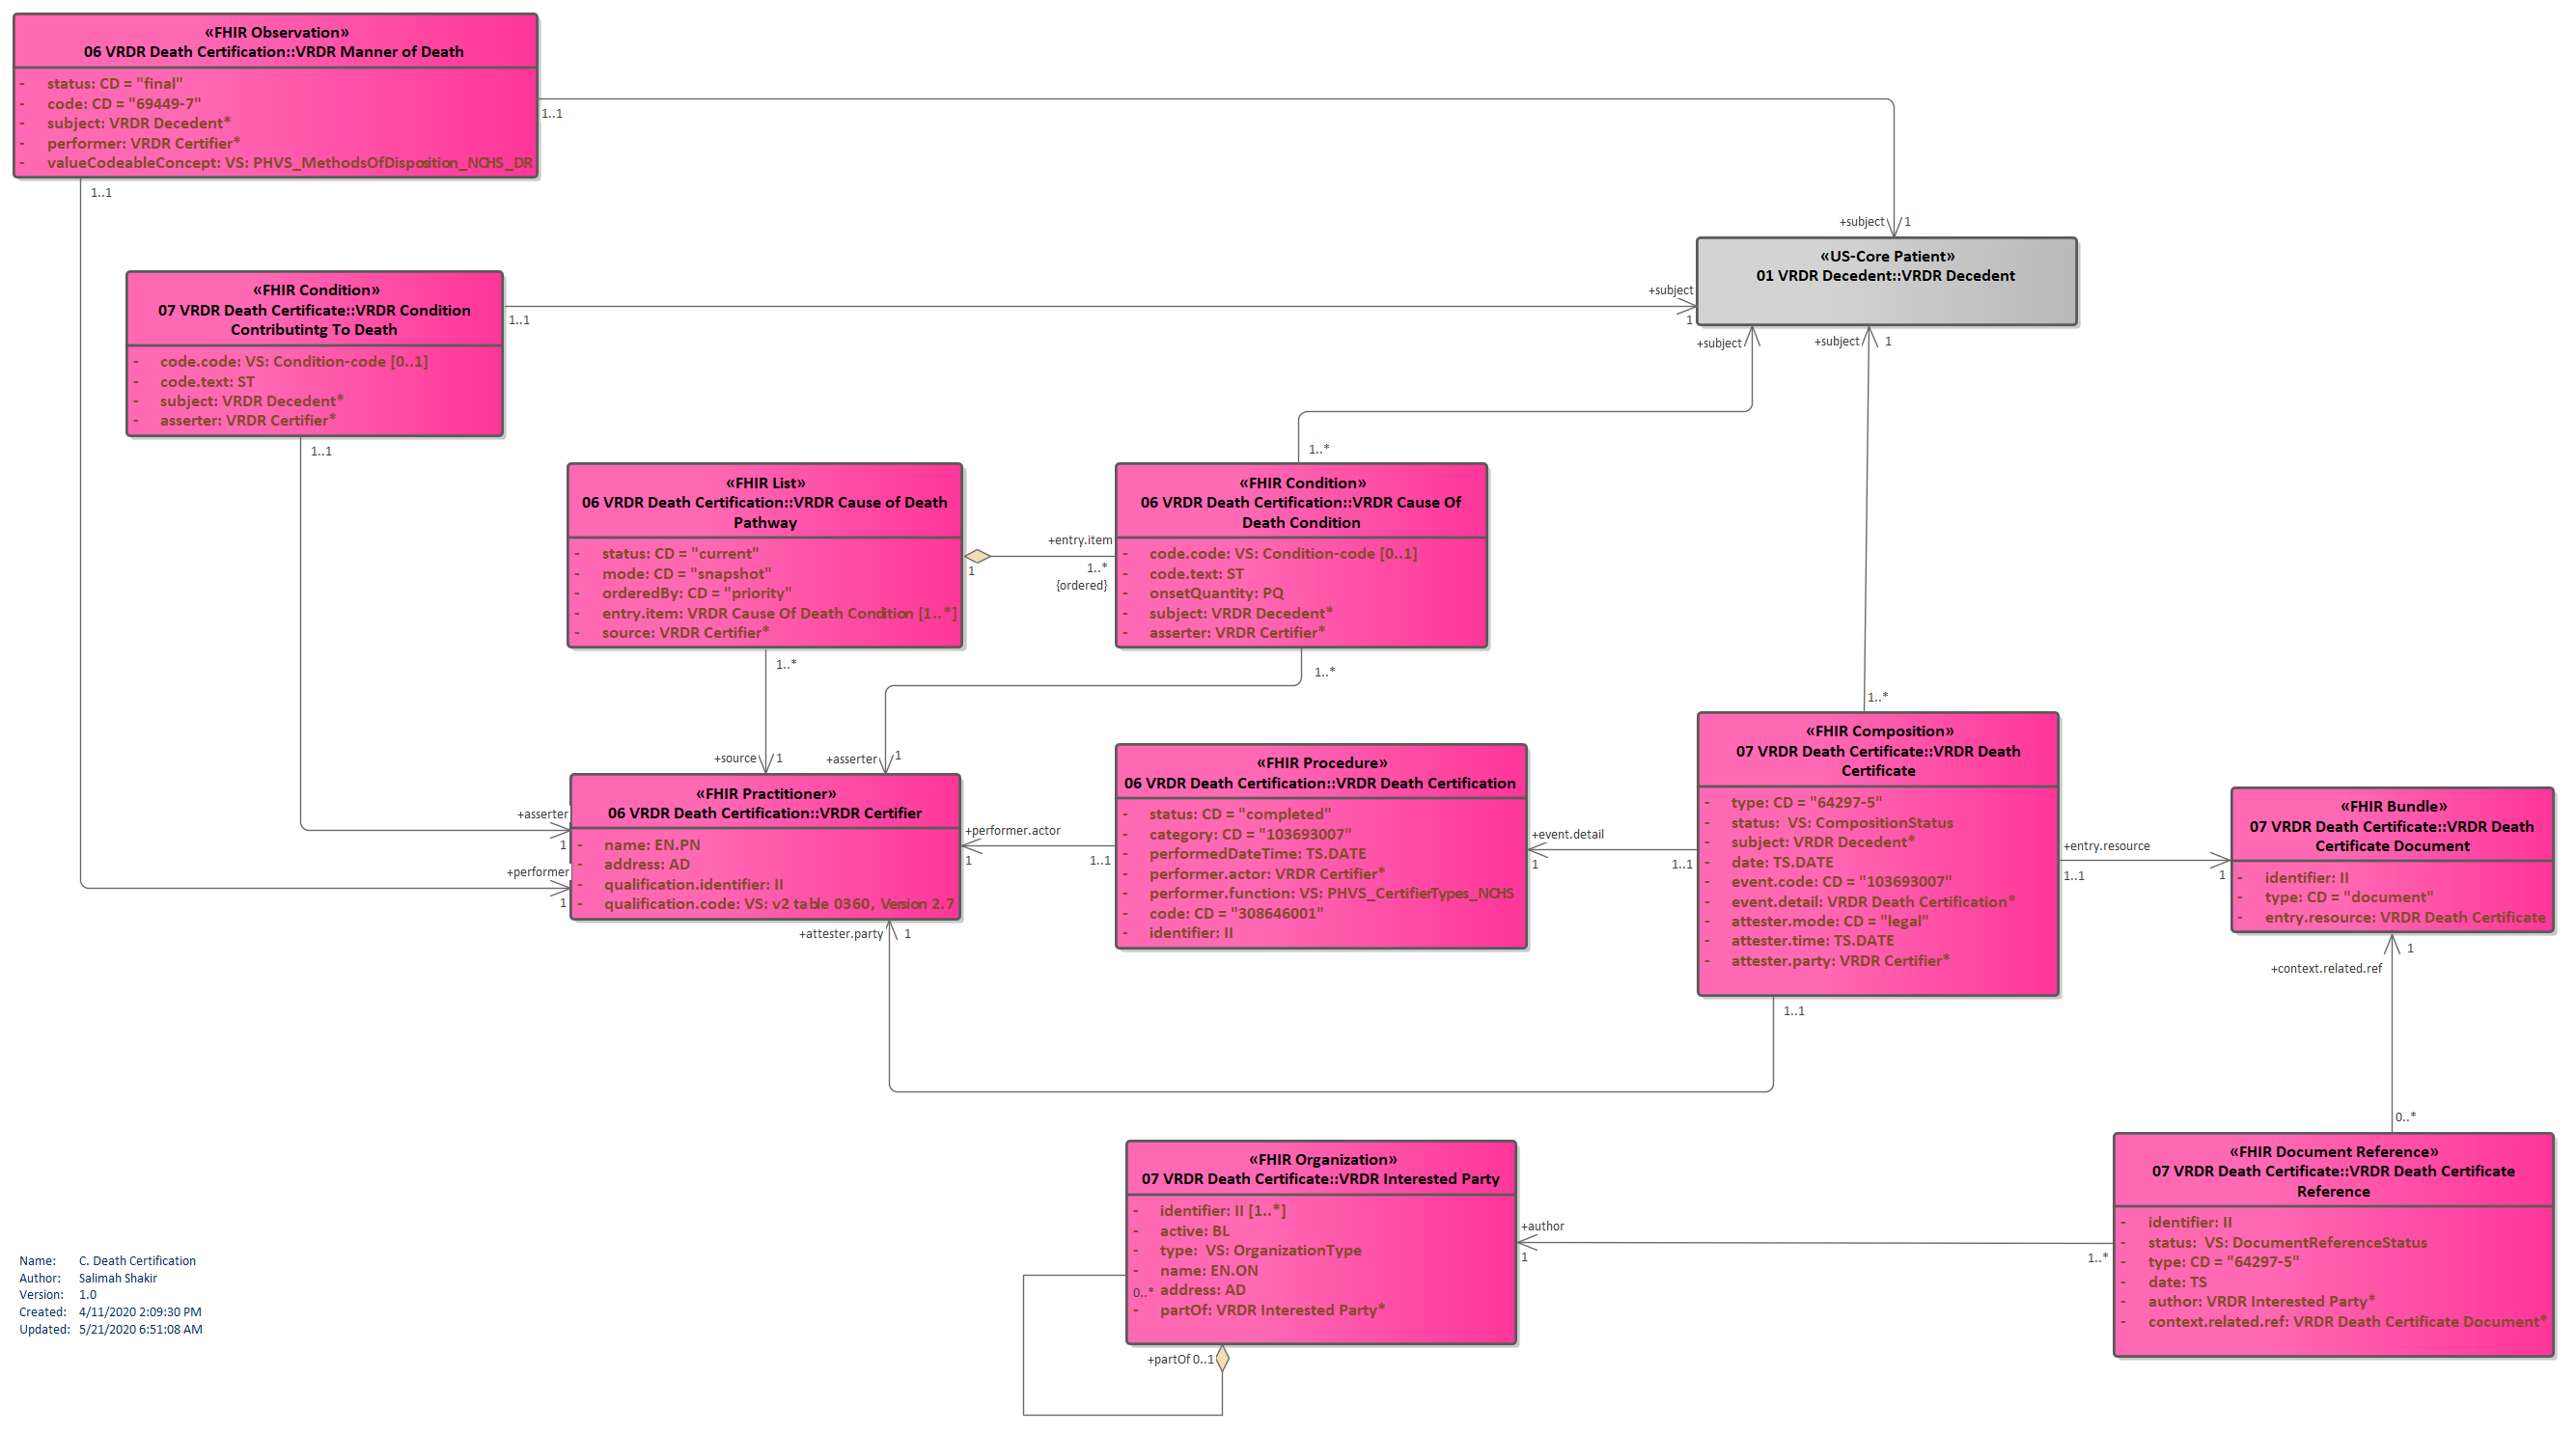 «FHIR Observation»
06 VRDR Death Certification::VRDR Manner of Death
- status: CD = "final"
- code: CD = "69449-7"
- subject: VRDR Decedent*
- performer: VRDR Certifier*
- valueCodeableConcept: VS: PHVS_MethodsOfDisposition_NCHS_DR
1..1
1..1
+subject 1
«US-Core Patient»
01 VRDR Decedent::VRDR Decedent
«FHIR Condition»
07 VRDR Death Certificate::VRDR Condition
Contributintg To Death
- code.code: VS: Condition-code [0..1]
- code.text: ST
- subject: VRDR Decedent*
- asserter: VRDR Certifier*
1..1
+subject
1
1..1
+subject
+subject 1
1..*
«FHIR List»
06 VRDR Death Certification::VRDR Cause of Death
Pathway
- status: CD = "current"
- mode: CD = "snapshot"
- orderedBy: CD = "priority"
- entry.item: VRDR Cause Of Death Condition [1..*]
- source: VRDR Certifier*
1
+entry.item
1..*
{ordered}
«FHIR Condition»
06 VRDR Death Certification::VRDR Cause Of
Death Condition
- code.code: VS: Condition-code [0..1]
- code.text: ST
- onsetQuantity: PQ
- subject: VRDR Decedent*
- asserter: VRDR Certifier*
1..*
1..*
1..*
+source 1
+asserter 1
+asserter
1
+performer
1
«FHIR Practitioner»
06 VRDR Death Certification::VRDR Certifier
- name: EN.PN
- address: AD
- qualification.identifier: II
- qualification.code: VS: v2 table 0360, Version 2.7
+attester.party 1
+performer.actor
1
1..1
«FHIR Procedure»
06 VRDR Death Certification::VRDR Death Certification
- status: CD = "completed"
- category: CD = "103693007"
- performedDateTime: TS.DATE
- performer.actor: VRDR Certifier*
- performer.function: VS: PHVS_CertifierTypes_NCHS
- code: CD = "308646001"
- identifier: II
+event.detail
1
1..1
«FHIR Composition»
07 VRDR Death Certificate::VRDR Death
Certificate
- type: CD = "64297-5"
- status:  VS: CompositionStatus
- subject: VRDR Decedent*
- date: TS.DATE
- event.code: CD = "103693007"
- event.detail: VRDR Death Certification*
- attester.mode: CD = "legal"
- attester.time: TS.DATE
- attester.party: VRDR Certifier*
1..1
+entry.resource
1..1
1
«FHIR Bundle»
07 VRDR Death Certificate::VRDR Death
Certificate Document
- identifier: II
- type: CD = "document"
- entry.resource: VRDR Death Certificate
1
+context.related.ref
0..*
«FHIR Organization»
07 VRDR Death Certificate::VRDR Interested Party
- identifier: II [1..*]
- active: BL
- type:  VS: OrganizationType
- name: EN.ON
0..* address: AD
- partOf: VRDR Interested Party*
+partOf 0..1
+author
1
1..*
«FHIR Document Reference»
07 VRDR Death Certificate::VRDR Death Certificate
Reference
- identifier: II
- status:  VS: DocumentReferenceStatus
- type: CD = "64297-5"
- date: TS
- author: VRDR Interested Party*
- context.related.ref: VRDR Death Certificate Document*
Name: C. Death Certification
Author: Salimah Shakir
Version: 1.0
Created: 4/11/2020 2:09:30 PM
Updated: 5/21/2020 6:51:08 AM